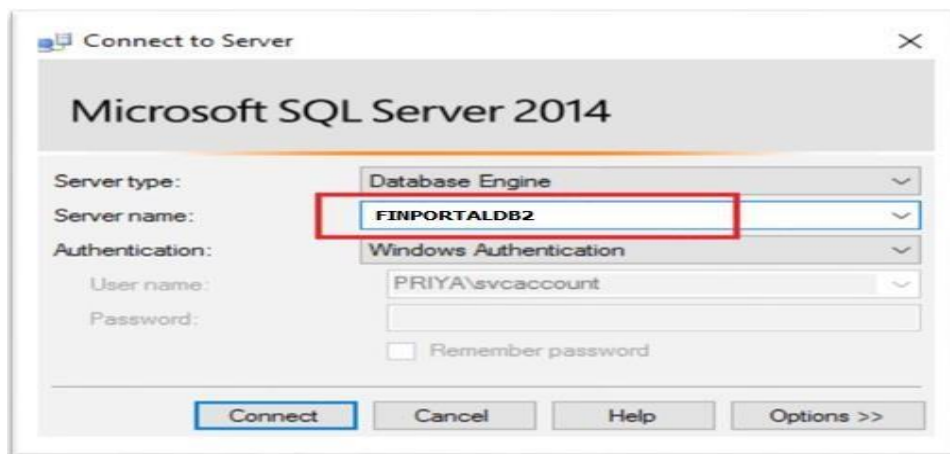 Connect to Server
Microsoft SQL Server 2014
Server type: Database Engine
Server name: FINPORTALDB2
Authentication: Windows Authentication
User name: PRIYA\svcaccount
Password:
Remember password
Connect Cancel Help Options >>